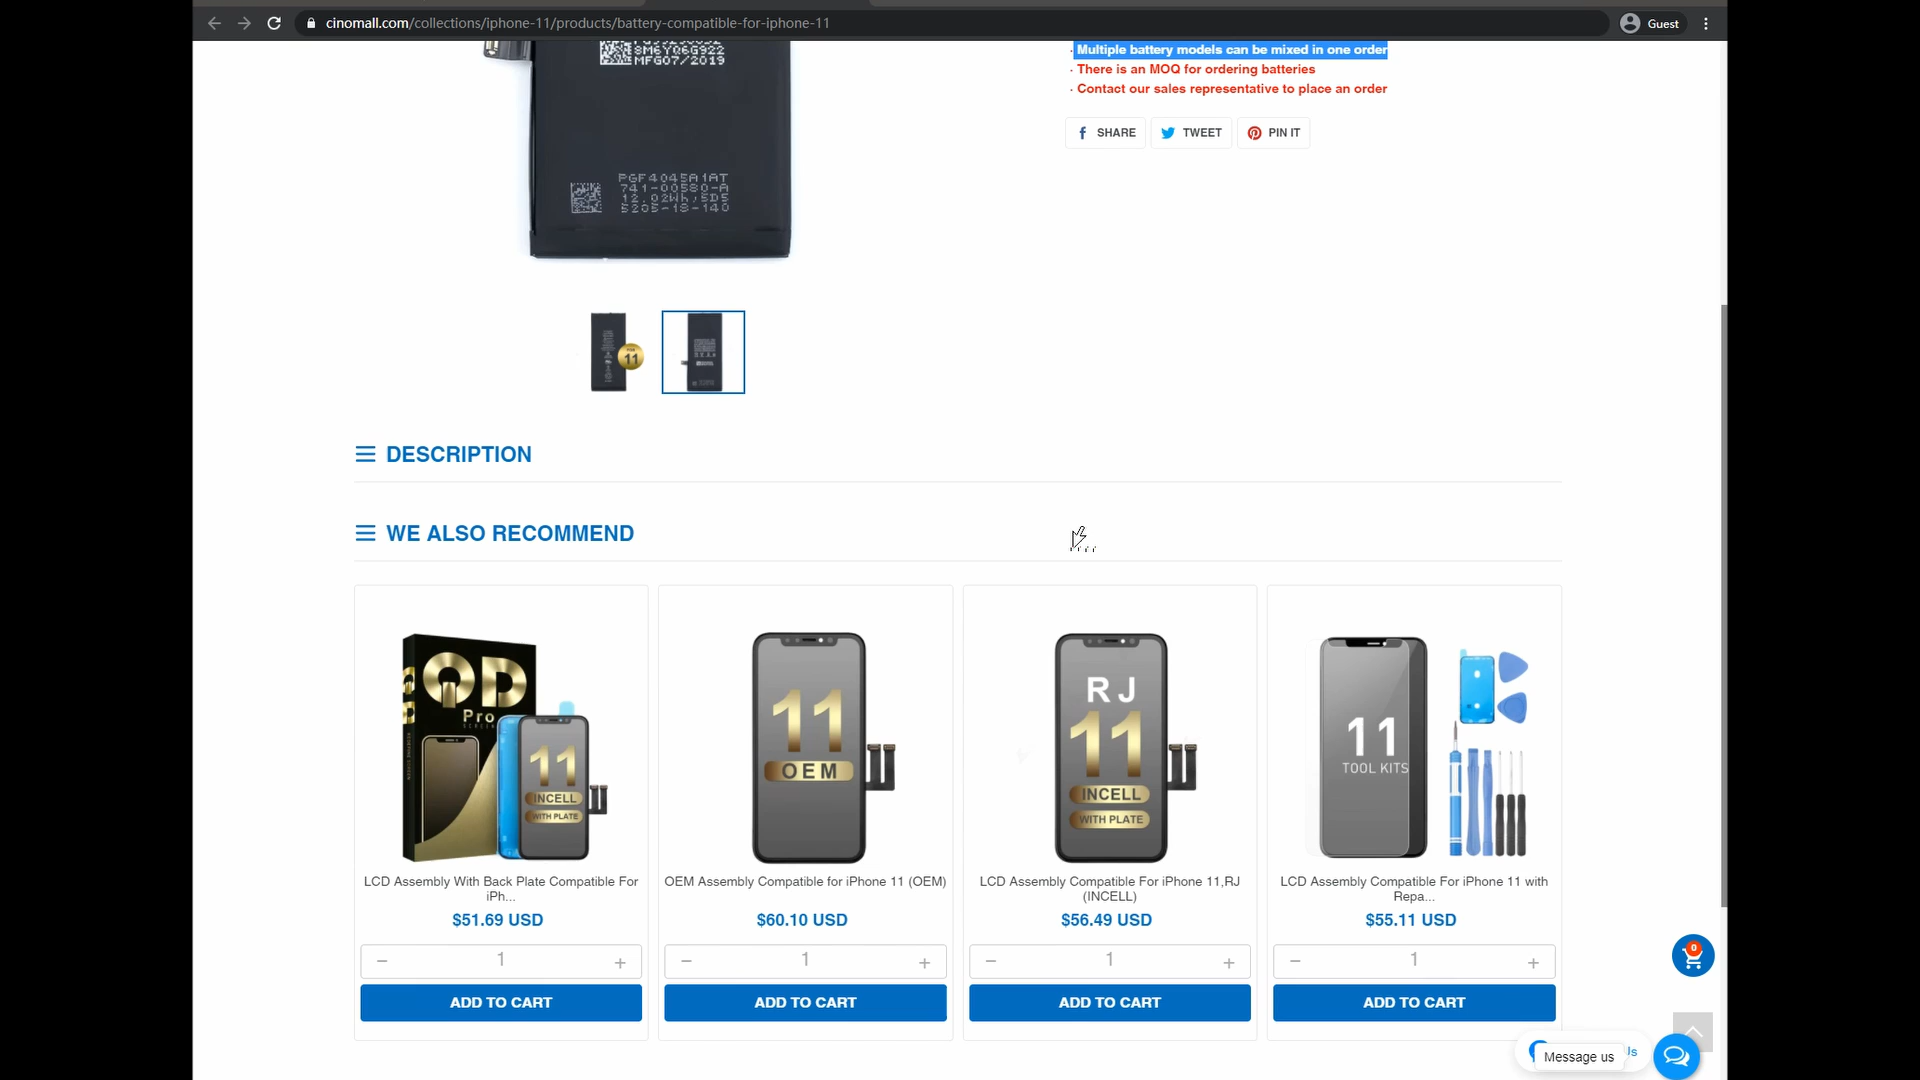 cinomall.com/collections/iphone-11/products/battery-compatible-for-iphone-11
Guest
8M6YQ6G922
MFG07/2019
PGF4045A1AT
741-00580-A
12.02Wh,5D5
5205-18-140
· Multiple battery models can be mixed in one order
· There is an MOQ for ordering batteries
· Contact our sales representative to place an order
SHARE
TWEET
PIN IT
11
DESCRIPTION
WE ALSO RECOMMEND
QD
Pro
11
INCELL
WITH PLATE
LCD Assembly With Back Plate Compatible For
iPh...
$51.69 USD
− 1 +
ADD TO CART
11
OEM
OEM Assembly Compatible for iPhone 11 (OEM)
$60.10 USD
− 1 +
ADD TO CART
RJ
11
INCELL
WITH PLATE
LCD Assembly Compatible For iPhone 11,RJ
(INCELL)
$56.49 USD
− 1 +
ADD TO CART
11
TOOL KITS
LCD Assembly Compatible For iPhone 11 with
Repa...
$55.11 USD
− 1 +
ADD TO CART
0
Message us
Us